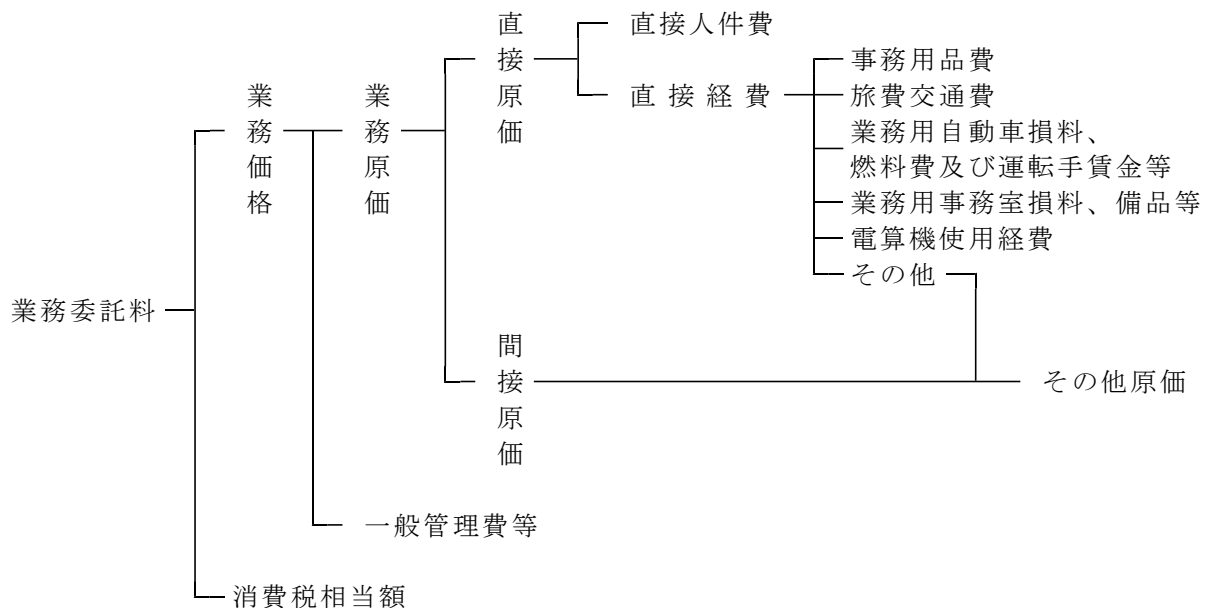 業務委託料
業務価格
消費税相当額
業務原価
一般管理費等
直接原価
間接原価
直接人件費
直接経費
事務用品費
旅費交通費
業務用自動車損料、
燃料費及び運転手賃金等
業務用事務室損料、備品等
電算機使用経費
その他
その他原価